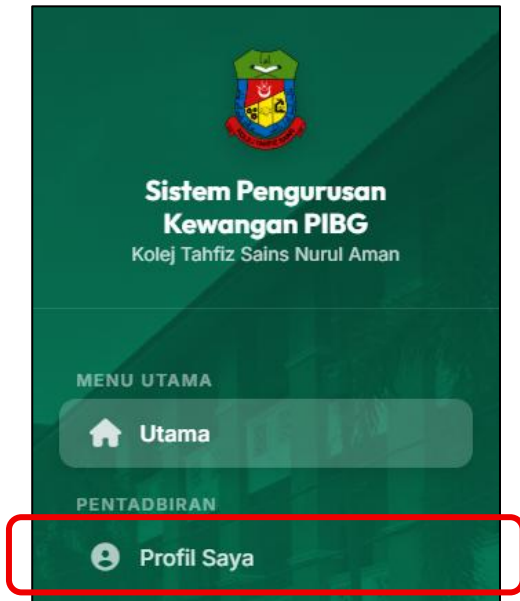 Sistem Pengurusan
Kewangan PIBG
Kolej Tahfiz Sains Nurul Aman
MENU UTAMA
Utama
PENTADBIRAN
Profil Saya